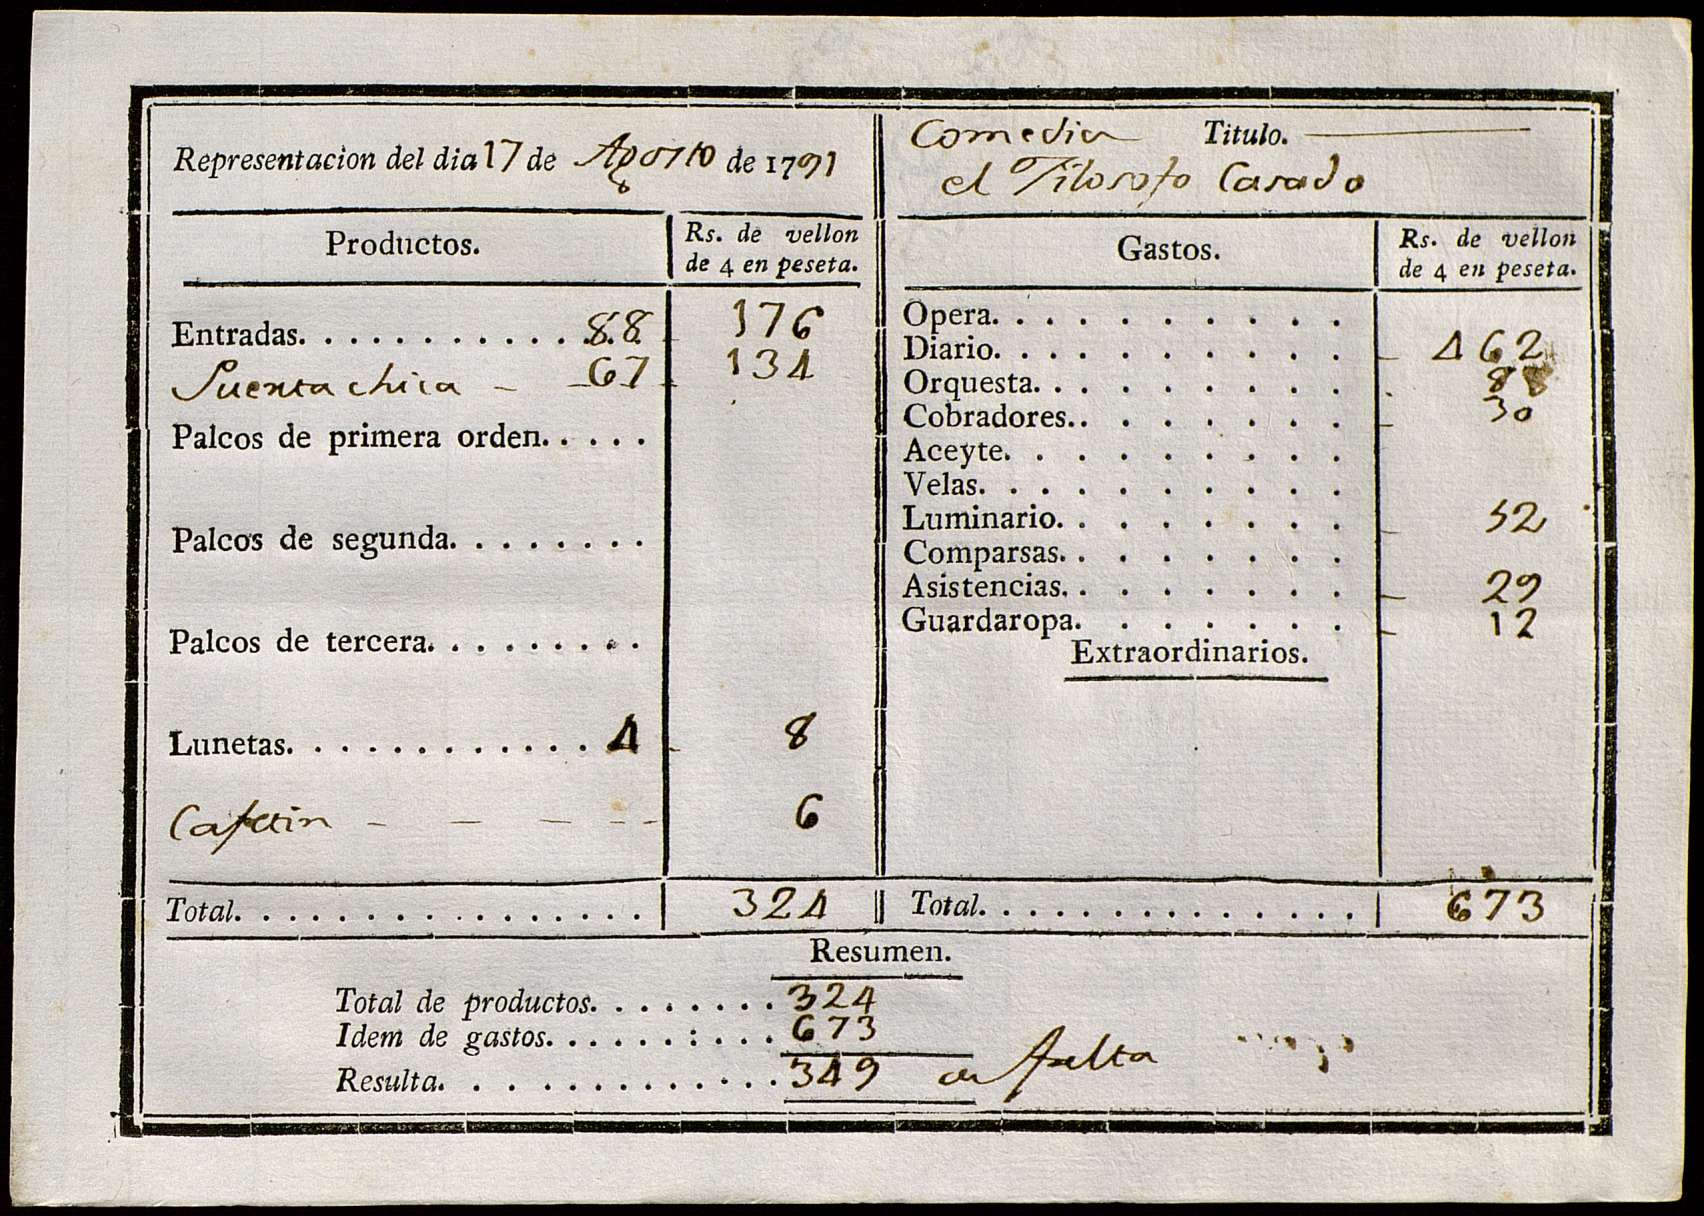 Representacion del dia 17 de Agosto de 1791
Comedia Titulo.
el Filosofo Casado
Productos. Rs. de vellon de 4 en peseta.
Entradas. . . . . . . . . . . 88. 176
Puerta chica - 67 - 134
Palcos de primera orden. . . . .
Palcos de segunda. . . . . . . .
Palcos de tercera. . . . . . . .
Lunetas. . . . . . . . . . . . 4 - 8
Cafetin - - - - 6
Total. . . . . . . . . . . . . . . . 324
Gastos. Rs. de vellon de 4 en peseta.
Opera. . . . . . . . . .
Diario. . . . . . . . . . - 462
Orquesta. . . . . . . . . 88
Cobradores. . . . . . . . - 30
Aceyte. . . . . . . . . .
Velas. . . . . . . . . . .
Luminario. . . . . . . . - 52
Comparsas. . . . . . . .
Asistencias. . . . . . . . - 29
Guardaropa. . . . . . . - 12
Extraordinarios.
Total. . . . . . . . . . . . . . . 673
Resumen.
Total de productos. . . . . . . . 324
Idem de gastos. . . . . . : . . . 673
Resulta. . . . . . . . . . . . . 349 de falta